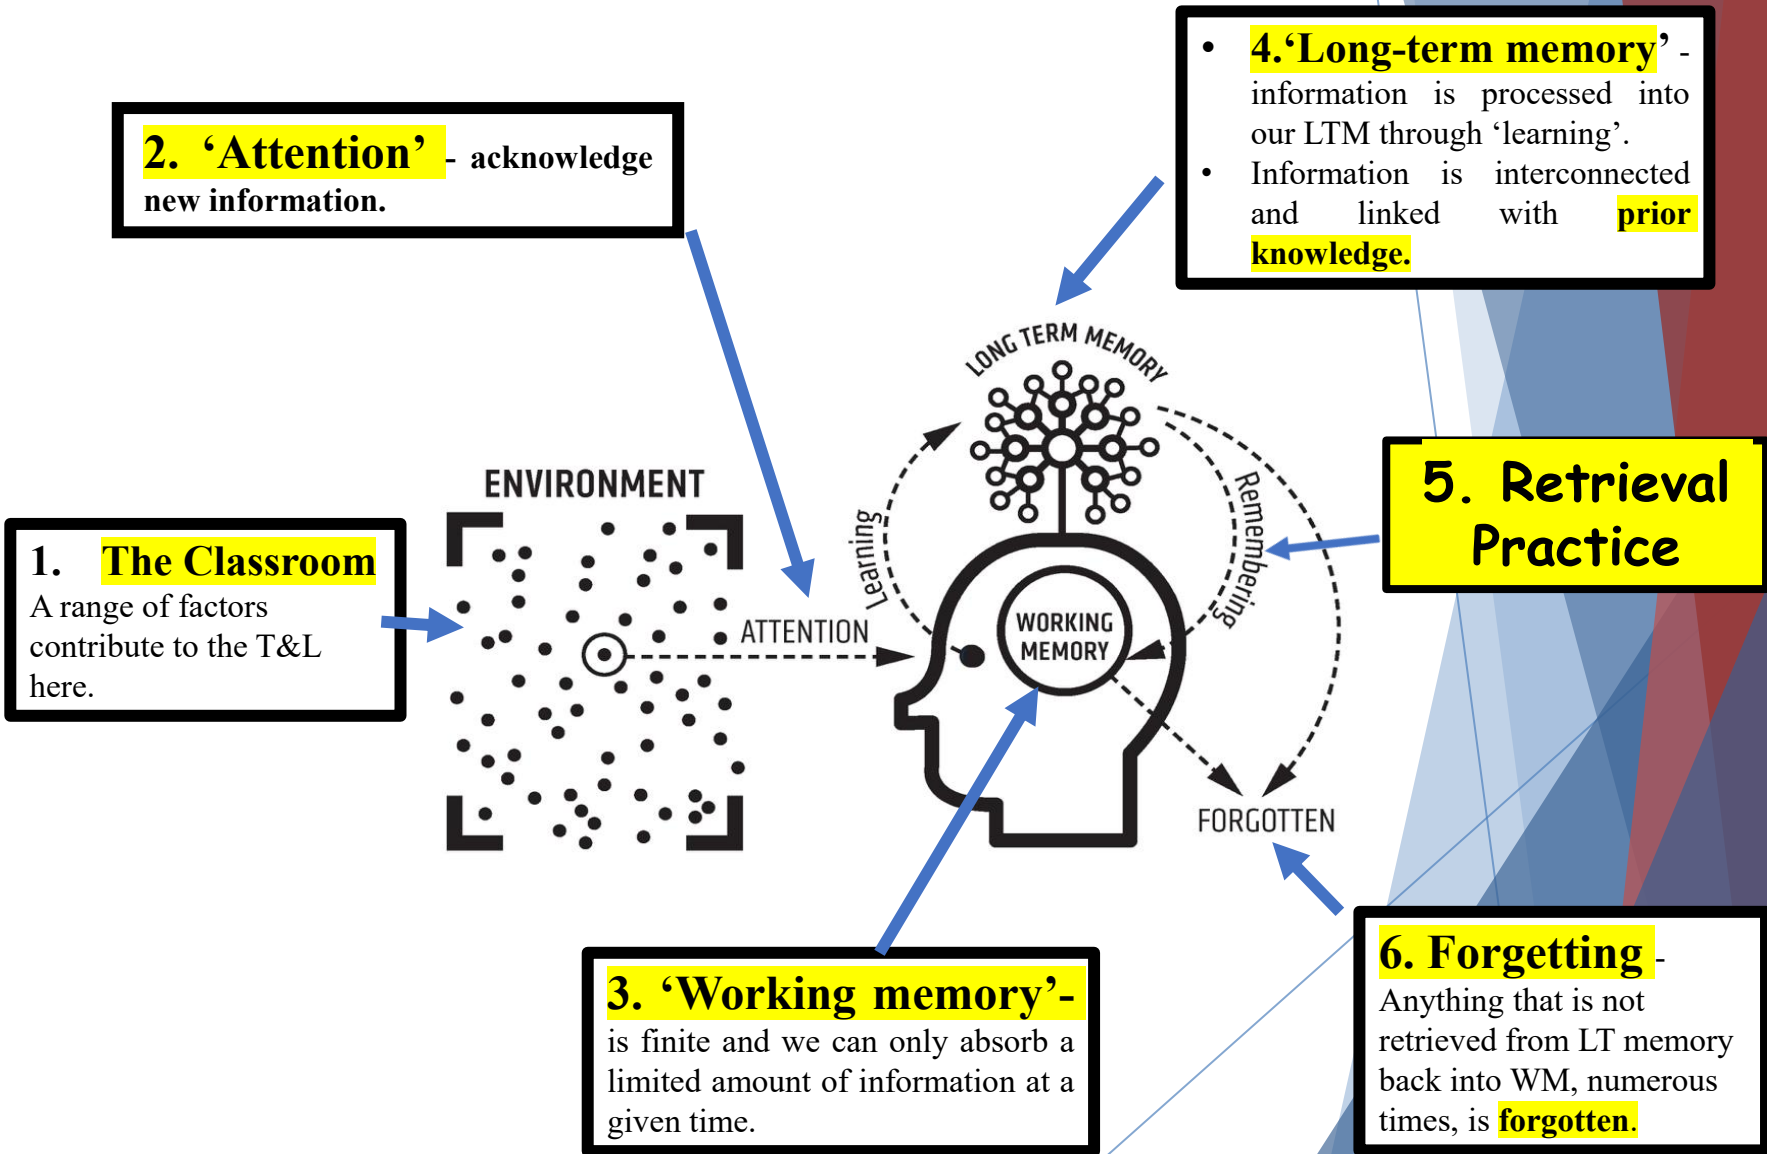 1. The Classroom
A range of factors
contribute to the T&L
here.
2. ‘Attention’ - acknowledge
new information.
3. ‘Working memory’-
is finite and we can only absorb a
limited amount of information at a
given time.
• 4.‘Long-term memory’ -
information is processed into
our LTM through ‘learning’.
• Information is interconnected
and linked with prior
knowledge.
5. Retrieval
Practice
6. Forgetting -
Anything that is not
retrieved from LT memory
back into WM, numerous
times, is forgotten.
ENVIRONMENT
ATTENTION
Learning
LONG TERM MEMORY
Remembering
WORKING
MEMORY
FORGOTTEN